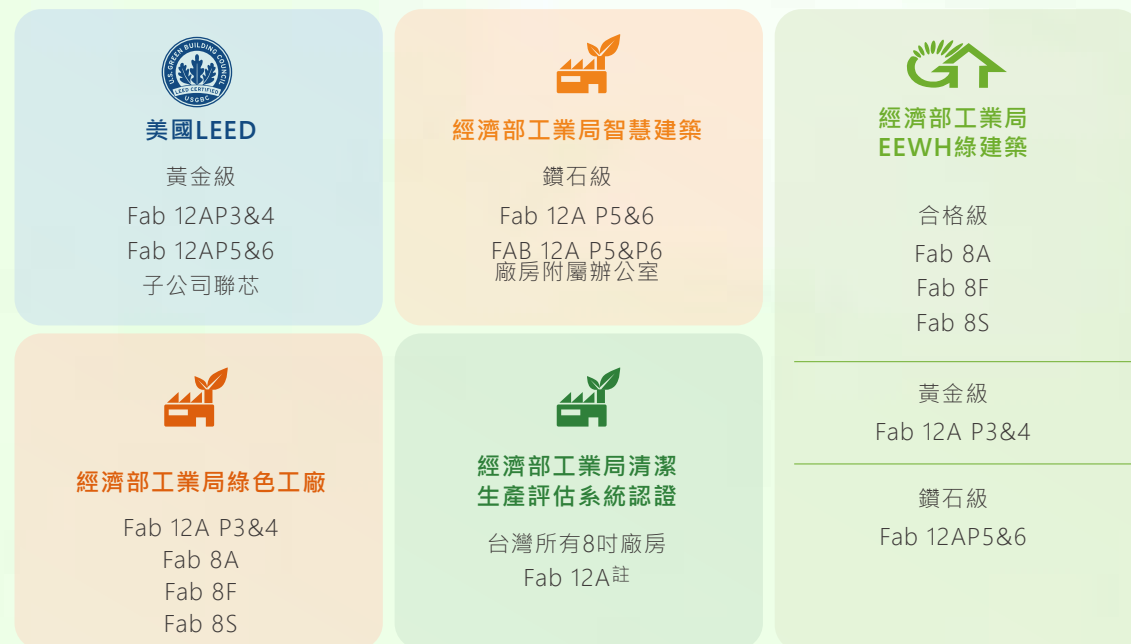 U.S. GREEN BUILDING COUNCIL
LEED CERTIFIED
USGBC
美國LEED
黃金級
Fab 12AP3&4
Fab 12AP5&6
子公司聯芯
經濟部工業局智慧建築
鑽石級
Fab 12A P5&6
FAB 12A P5&P6
廠房附屬辦公室
經濟部工業局
EEWH綠建築
合格級
Fab 8A
Fab 8F
Fab 8S
黃金級
Fab 12A P3&4
鑽石級
Fab 12AP5&6
經濟部工業局綠色工廠
Fab 12A P3&4
Fab 8A
Fab 8F
Fab 8S
經濟部工業局清潔
生產評估系統認證
台灣所有8吋廠房
Fab 12A註